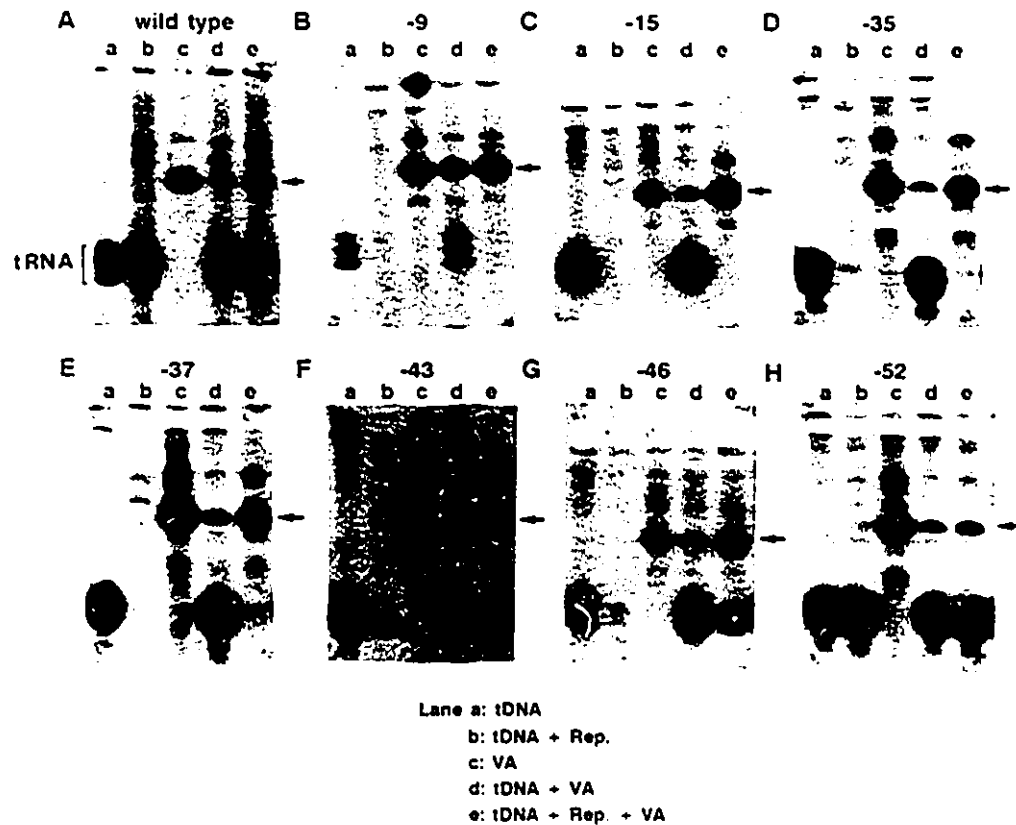 A wild type
a b c d e
B -9
a b c d e
C -15
a b c d e
D -35
a b c d e
tRNA [
E -37
a b c d e
F -43
a b c d e
G -46
a b c d e
H -52
a b c d e
Lane a: tDNA
b: tDNA + Rep.
c: VA
d: tDNA + VA
e: tDNA + Rep. + VA